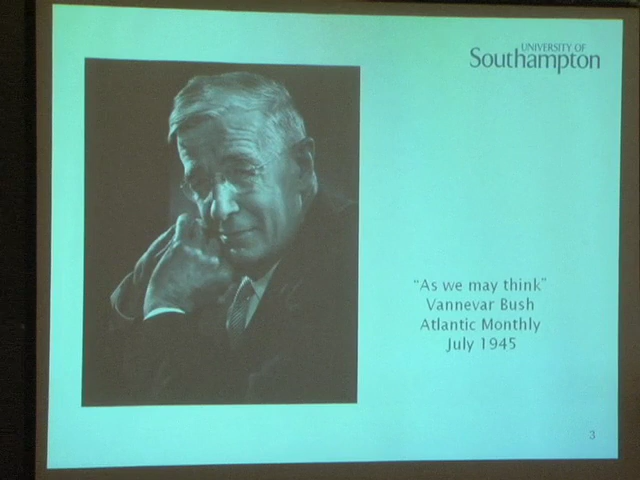 UNIVERSITY OF
Southampton
“As we may think”
Vannevar Bush
Atlantic Monthly
July 1945
3